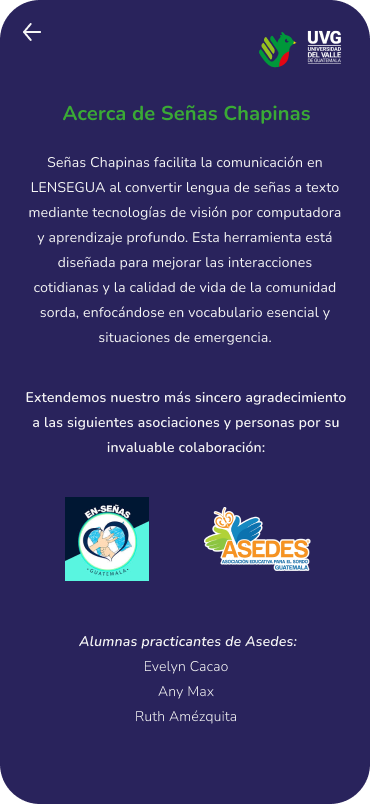 UVG
UNIVERSIDAD
DEL VALLE
DE GUATEMALA
Acerca de Señas Chapinas
Señas Chapinas facilita la comunicación en
LENSEGUA al convertir lengua de señas a texto
mediante tecnologías de visión por computadora
y aprendizaje profundo. Esta herramienta está
diseñada para mejorar las interacciones
cotidianas y la calidad de vida de la comunidad
sorda, enfocándose en vocabulario esencial y
situaciones de emergencia.
Extendemos nuestro más sincero agradecimiento
a las siguientes asociaciones y personas por su
invaluable colaboración:
EN-SEÑAS
• GUATEMALA •
ASEDES
ASOCIACIÓN EDUCATIVA PARA EL SORDO
GUATEMALA
Alumnas practicantes de Asedes:
Evelyn Cacao
Any Max
Ruth Amézquita